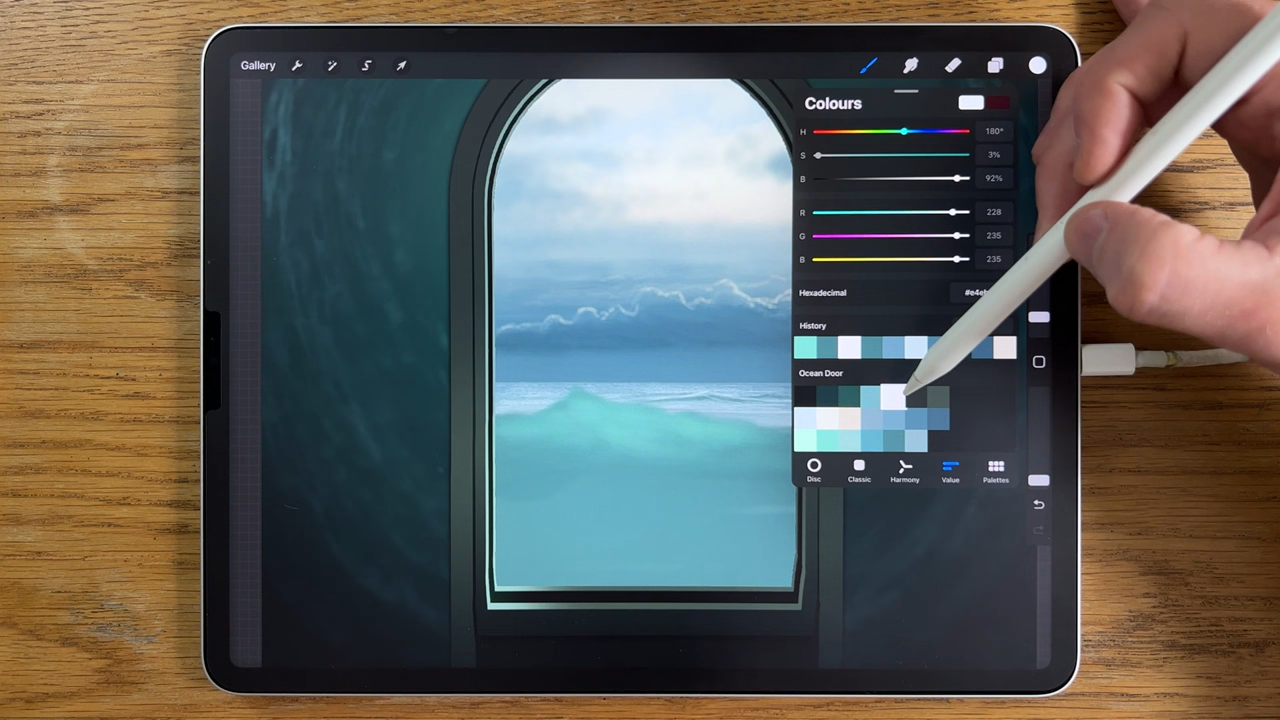 Gallery
Colours
H 180°
S 3%
B 92%
R 228
G 235
B 235
Hexadecimal
History
Ocean Door
Disc Classic Harmony Value Palettes